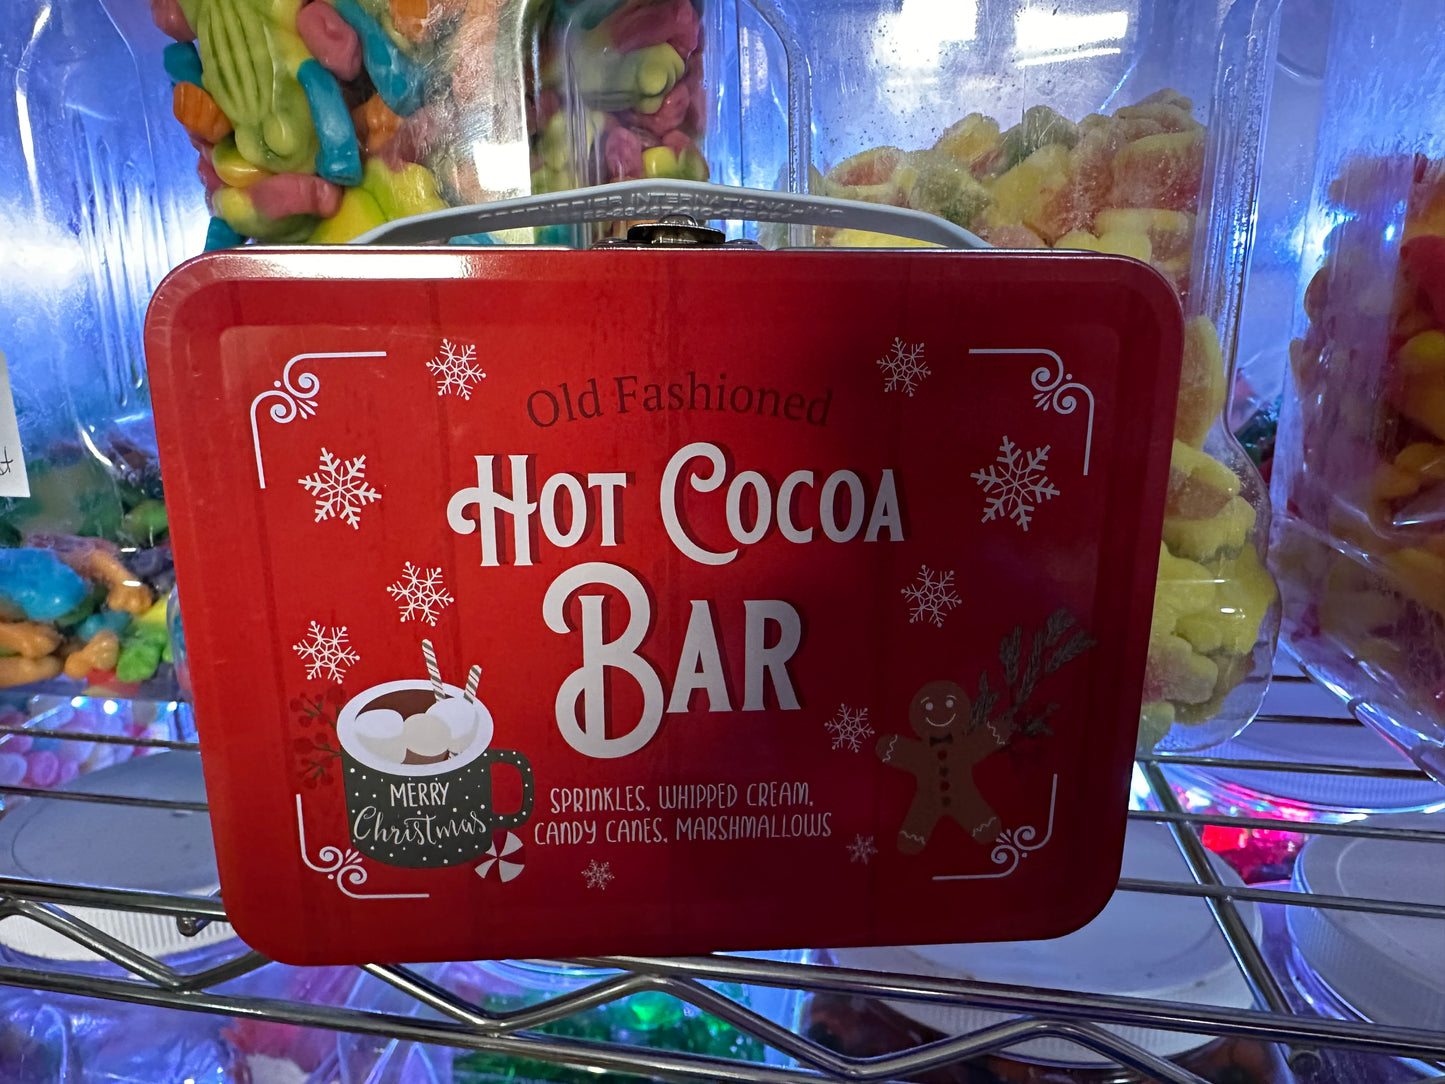 Old Fashioned
HOT COCOA
BAR
SPRINKLES, WHIPPED CREAM,
CANDY CANES, MARSHMALLOWS
MERRY
Christmas